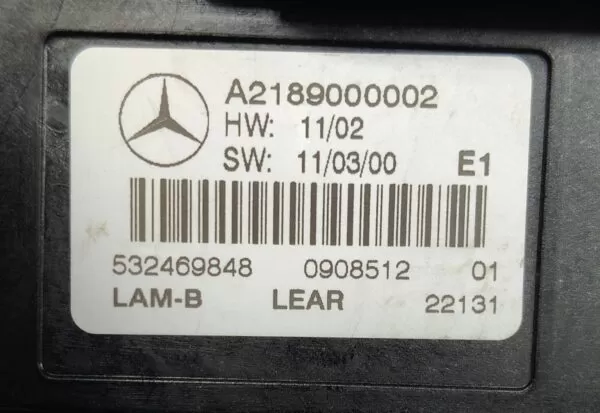 A2189000002
HW: 11/02
SW: 11/03/00 E1
532469848 0908512 01
LAM-B LEAR 22131